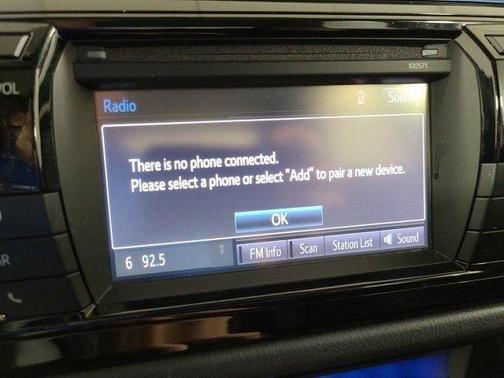 VOL
100571
Radio
There is no phone connected.
Please select a phone or select "Add" to pair a new device.
OK
6 92.5
FM Info
Scan
Station List
Sound